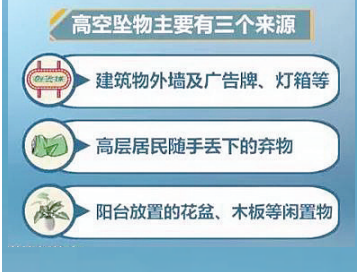 高空坠物主要有三个来源
建筑物外墙及广告牌、灯箱等
高层居民随手丢下的弃物
阳台放置的花盆、木板等闲置物